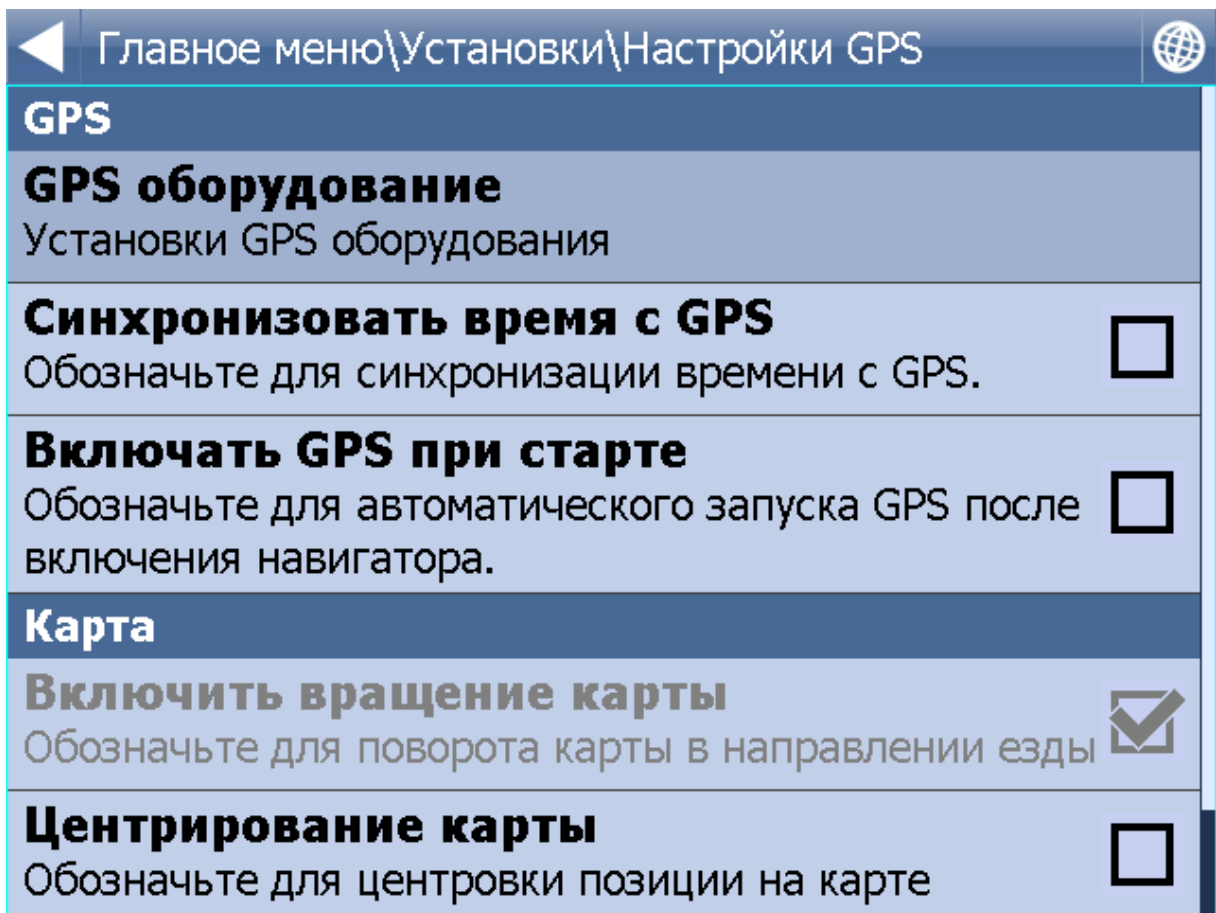 Главное меню\Установки\Настройки GPS
GPS
GPS оборудование
Установки GPS оборудования
Синхронизовать время с GPS
Обозначьте для синхронизации времени с GPS.
Включать GPS при старте
Обозначьте для автоматического запуска GPS после
включения навигатора.
Карта
Включить вращение карты
Обозначьте для поворота карты в направлении езды
Центрирование карты
Обозначьте для центровки позиции на карте